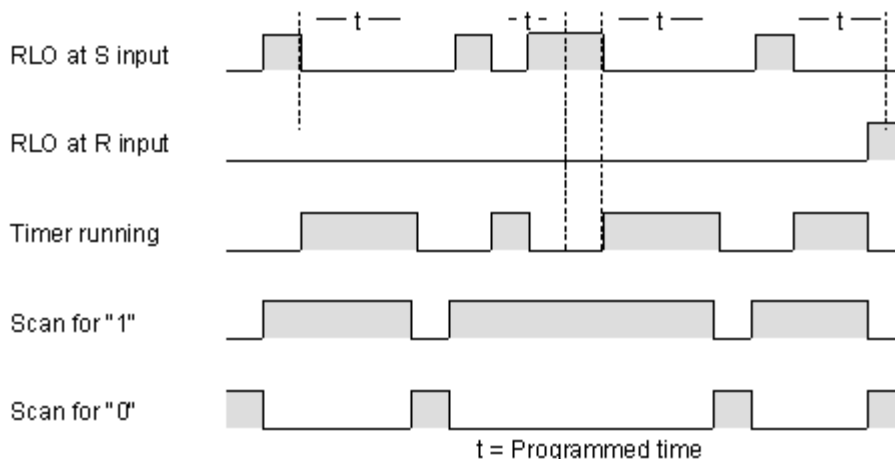 t t t t
RLO at S input
RLO at R input
Timer running
Scan for "1"
Scan for "0"
t = Programmed time